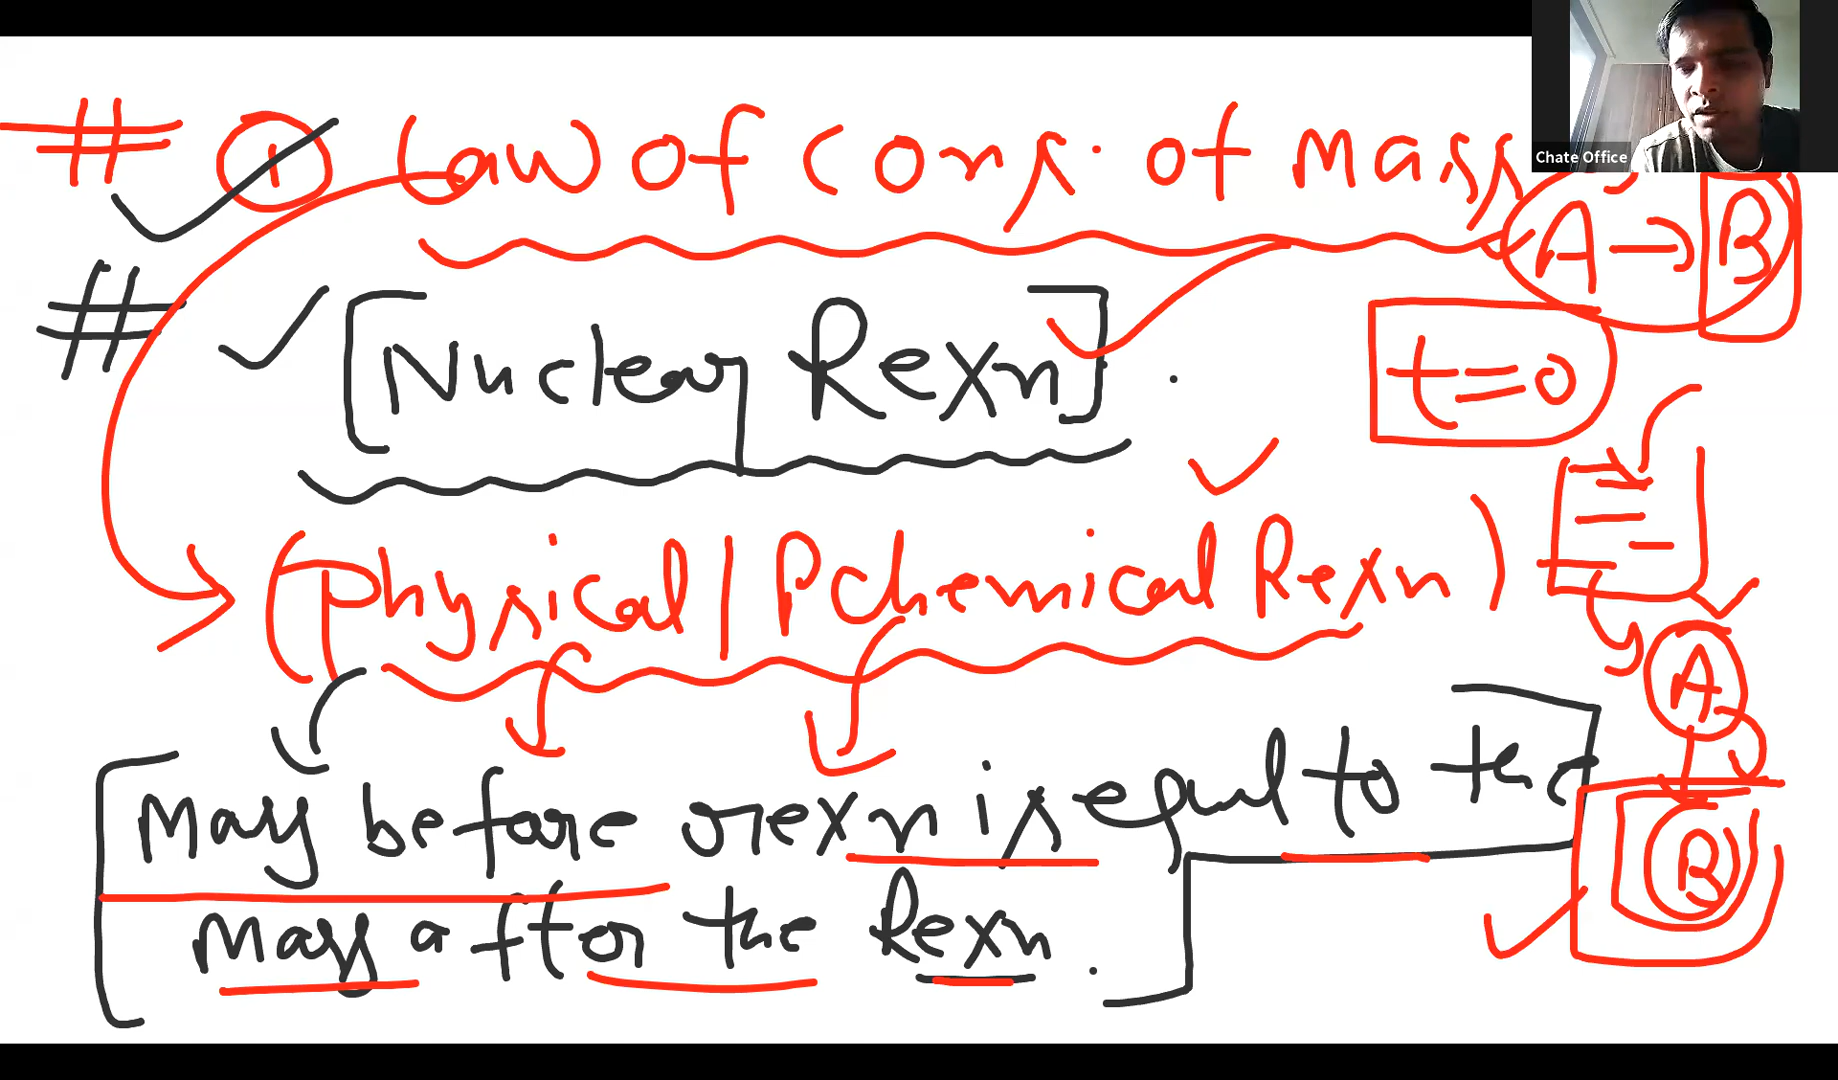 # ① Law of Cons. of Mass
Chate Office
A → B
# [Nuclear Rexn].
t=0
(Physical / Pchemical Rexn)
A
[Mass before rexn is equal to the
B
Mass after the Rexn.]